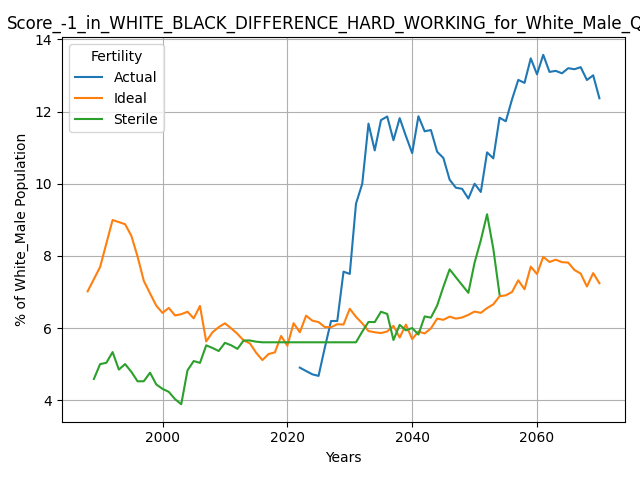 Score_-1_in_WHITE_BLACK_DIFFERENCE_HARD_WORKING_for_White_Male_Q
Fertility
Actual
Ideal
Sterile
% of White_Male Population
14
12
10
8
6
4
2000
2020
2040
2060
Years